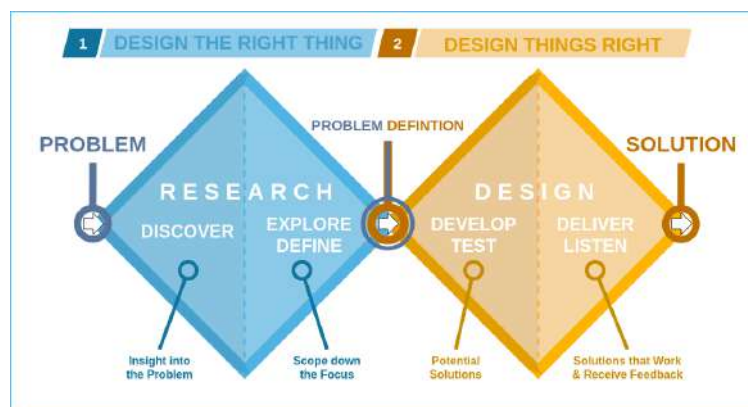 1 DESIGN THE RIGHT THING
2 DESIGN THINGS RIGHT
PROBLEM
PROBLEM DEFINTION
SOLUTION
RESEARCH
DESIGN
DISCOVER
EXPLORE
DEFINE
DEVELOP
TEST
DELIVER
LISTEN
Insight into
the Problem
Scope down
the Focus
Potential
Solutions
Solutions that Work
& Receive Feedback